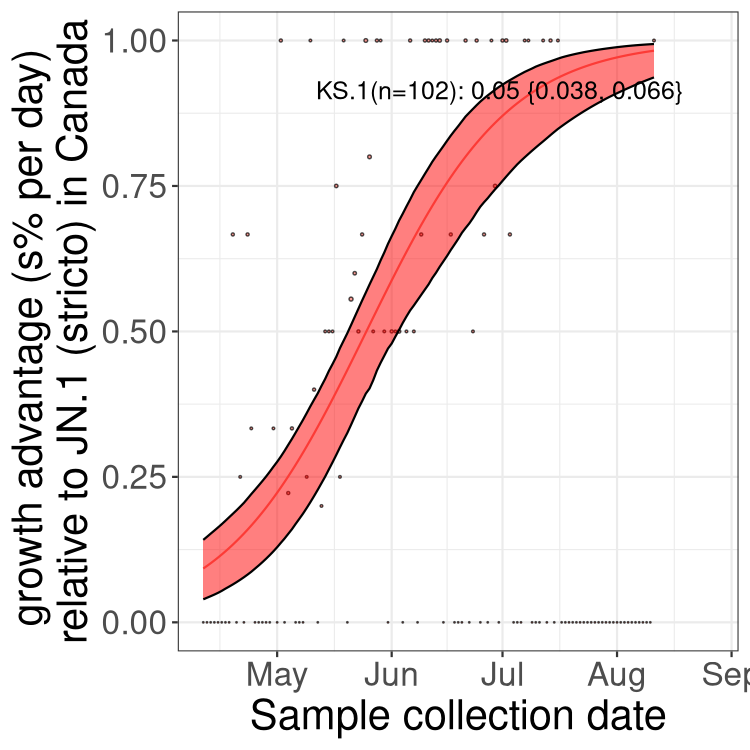 growth advantage (s% per day)
relative to JN.1 (stricto) in Canada
1.00
0.75
0.50
0.25
0.00
KS.1(n=102): 0.05 {0.038, 0.066}
May Jun Jul Aug Sep
Sample collection date